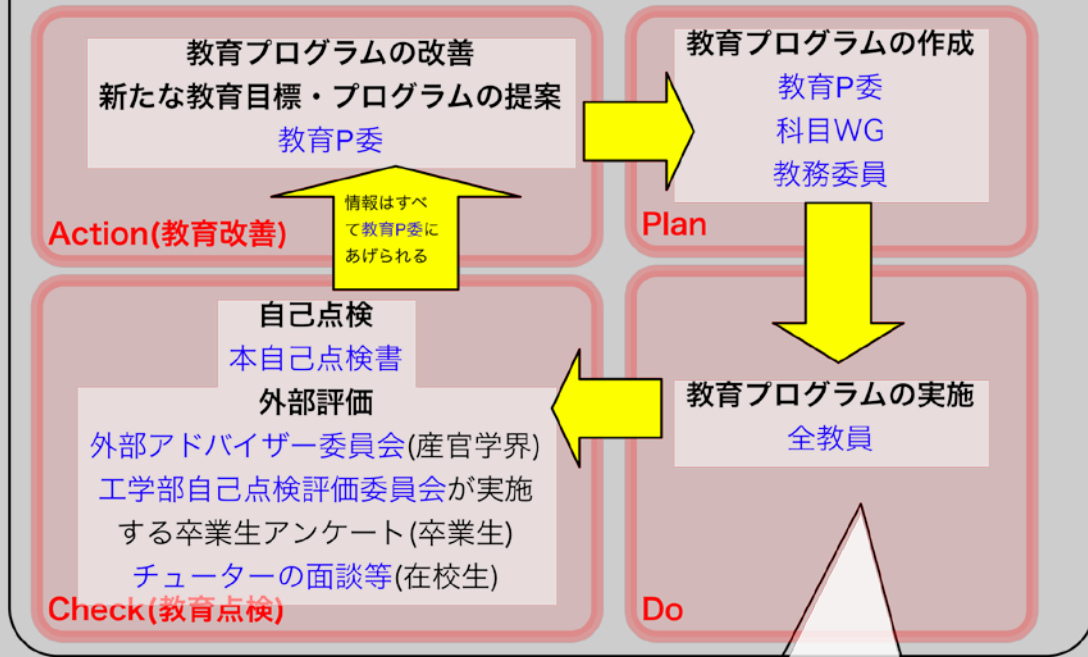 教育プログラムの改善
新たな教育目標・プログラムの提案
教育P委
Action(教育改善)
教育プログラムの作成
教育P委
科目WG
教務委員
Plan
情報はすべ
て教育P委に
あげられる
自己点検
本自己点検書
外部評価
外部アドバイザー委員会(産官学界)
工学部自己点検評価委員会が実施
する卒業生アンケート(卒業生)
チューターの面談等(在校生)
Check(教育点検)
教育プログラムの実施
全教員
Do